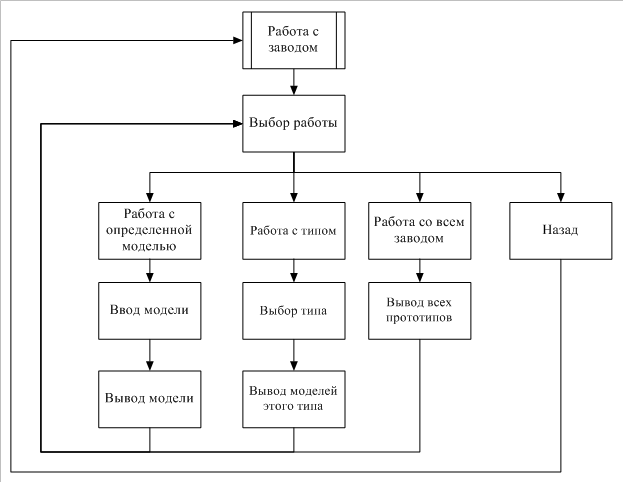 Работа с
заводом
Выбор работы
Работа с
определенной
моделью
Работа с типом
Работа со всем
заводом
Назад
Ввод модели
Выбор типа
Вывод всех
прототипов
Вывод модели
Вывод моделей
этого типа